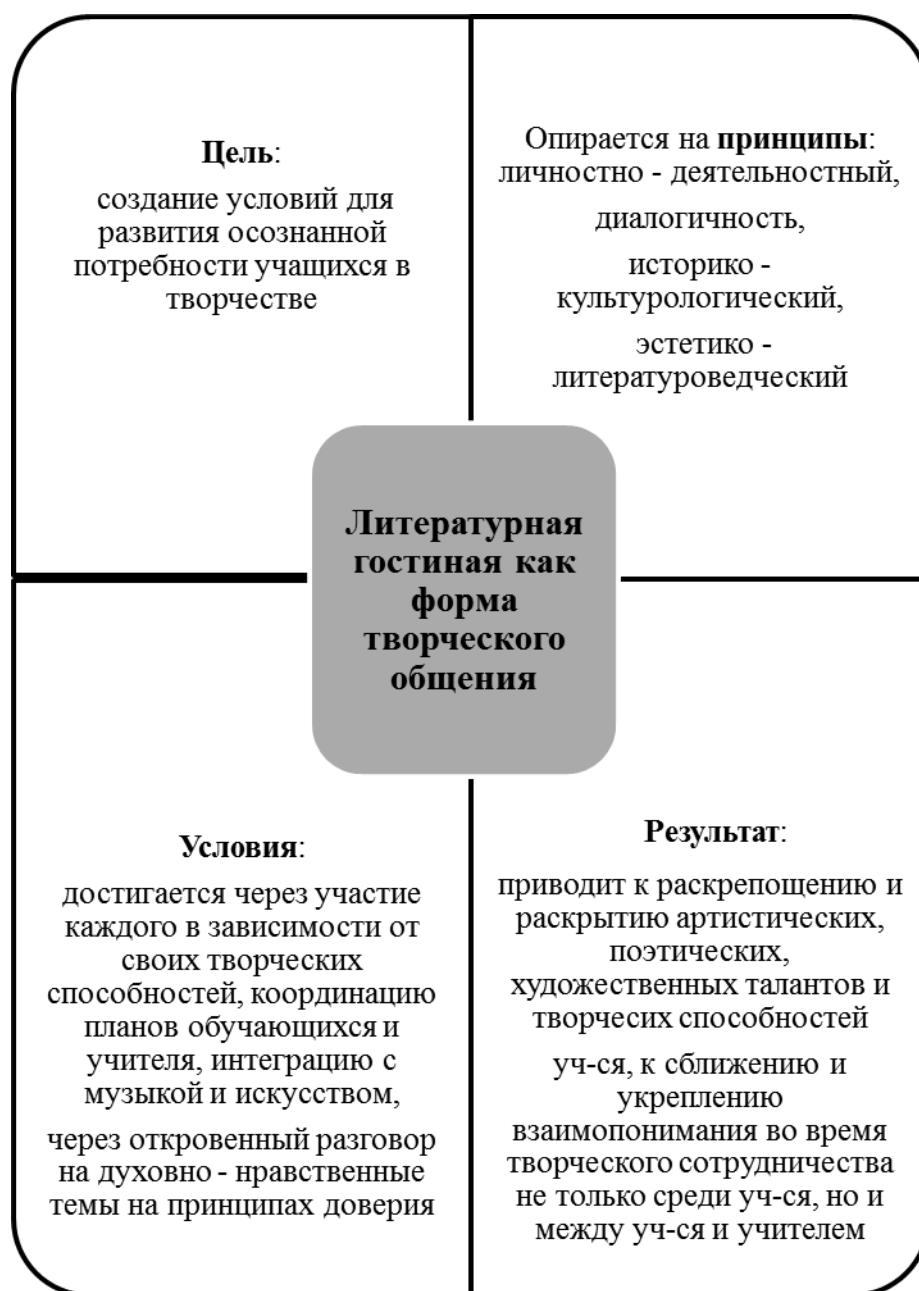 Цель:
создание условий для
развития осознанной
потребности учащихся в
творчестве
Опирается на принципы:
личностно - деятельностный,
диалогичность,
историко -
культурологический,
эстетико -
литературоведческий
Литературная
гостиная как
форма
творческого
общения
Условия:
достигается через участие
каждого в зависимости от
своих творческих
способностей, координацию
планов обучающихся и
учителя, интеграцию с
музыкой и искусством,
через откровенный разговор
на духовно - нравственные
темы на принципах доверия
Результат:
приводит к раскрепощению и
раскрытию артистических,
поэтических,
художественных талантов и
творчесих способностей
уч-ся, к сближению и
укреплению
взаимопонимания во время
творческого сотрудничества
не только среди уч-ся, но и
между уч-ся и учителем